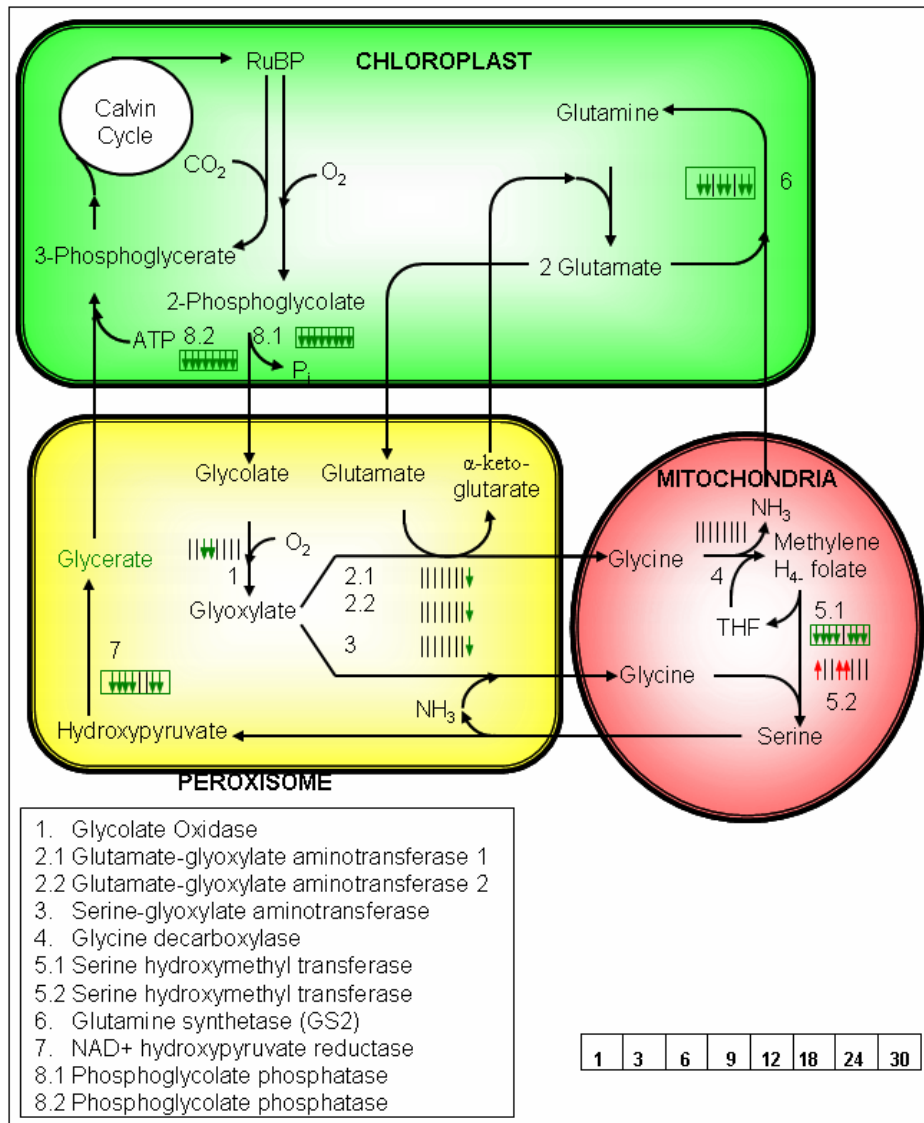 CHLOROPLAST
RuBP
Calvin
Cycle
Glutamine
CO2
O2
6
3-Phosphoglycerate
2 Glutamate
2-Phosphoglycolate
ATP 8.2
8.1
Pi
Glycolate
Glutamate
α-keto-
glutarate
MITOCHONDRIA
NH3
Glycerate
O2
1
Glyoxylate
2.1
2.2
3
Glycine
4
Methylene
H4- folate
THF
5.1
5.2
7
Glycine
NH3
Hydroxypyruvate
Serine
PEROXISOME
1. Glycolate Oxidase
2.1 Glutamate-glyoxylate aminotransferase 1
2.2 Glutamate-glyoxylate aminotransferase 2
3. Serine-glyoxylate aminotransferase
4. Glycine decarboxylase
5.1 Serine hydroxymethyl transferase
5.2 Serine hydroxymethyl transferase
6. Glutamine synthetase (GS2)
7. NAD+ hydroxypyruvate reductase
8.1 Phosphoglycolate phosphatase
8.2 Phosphoglycolate phosphatase
1 3 6 9 12 18 24 30